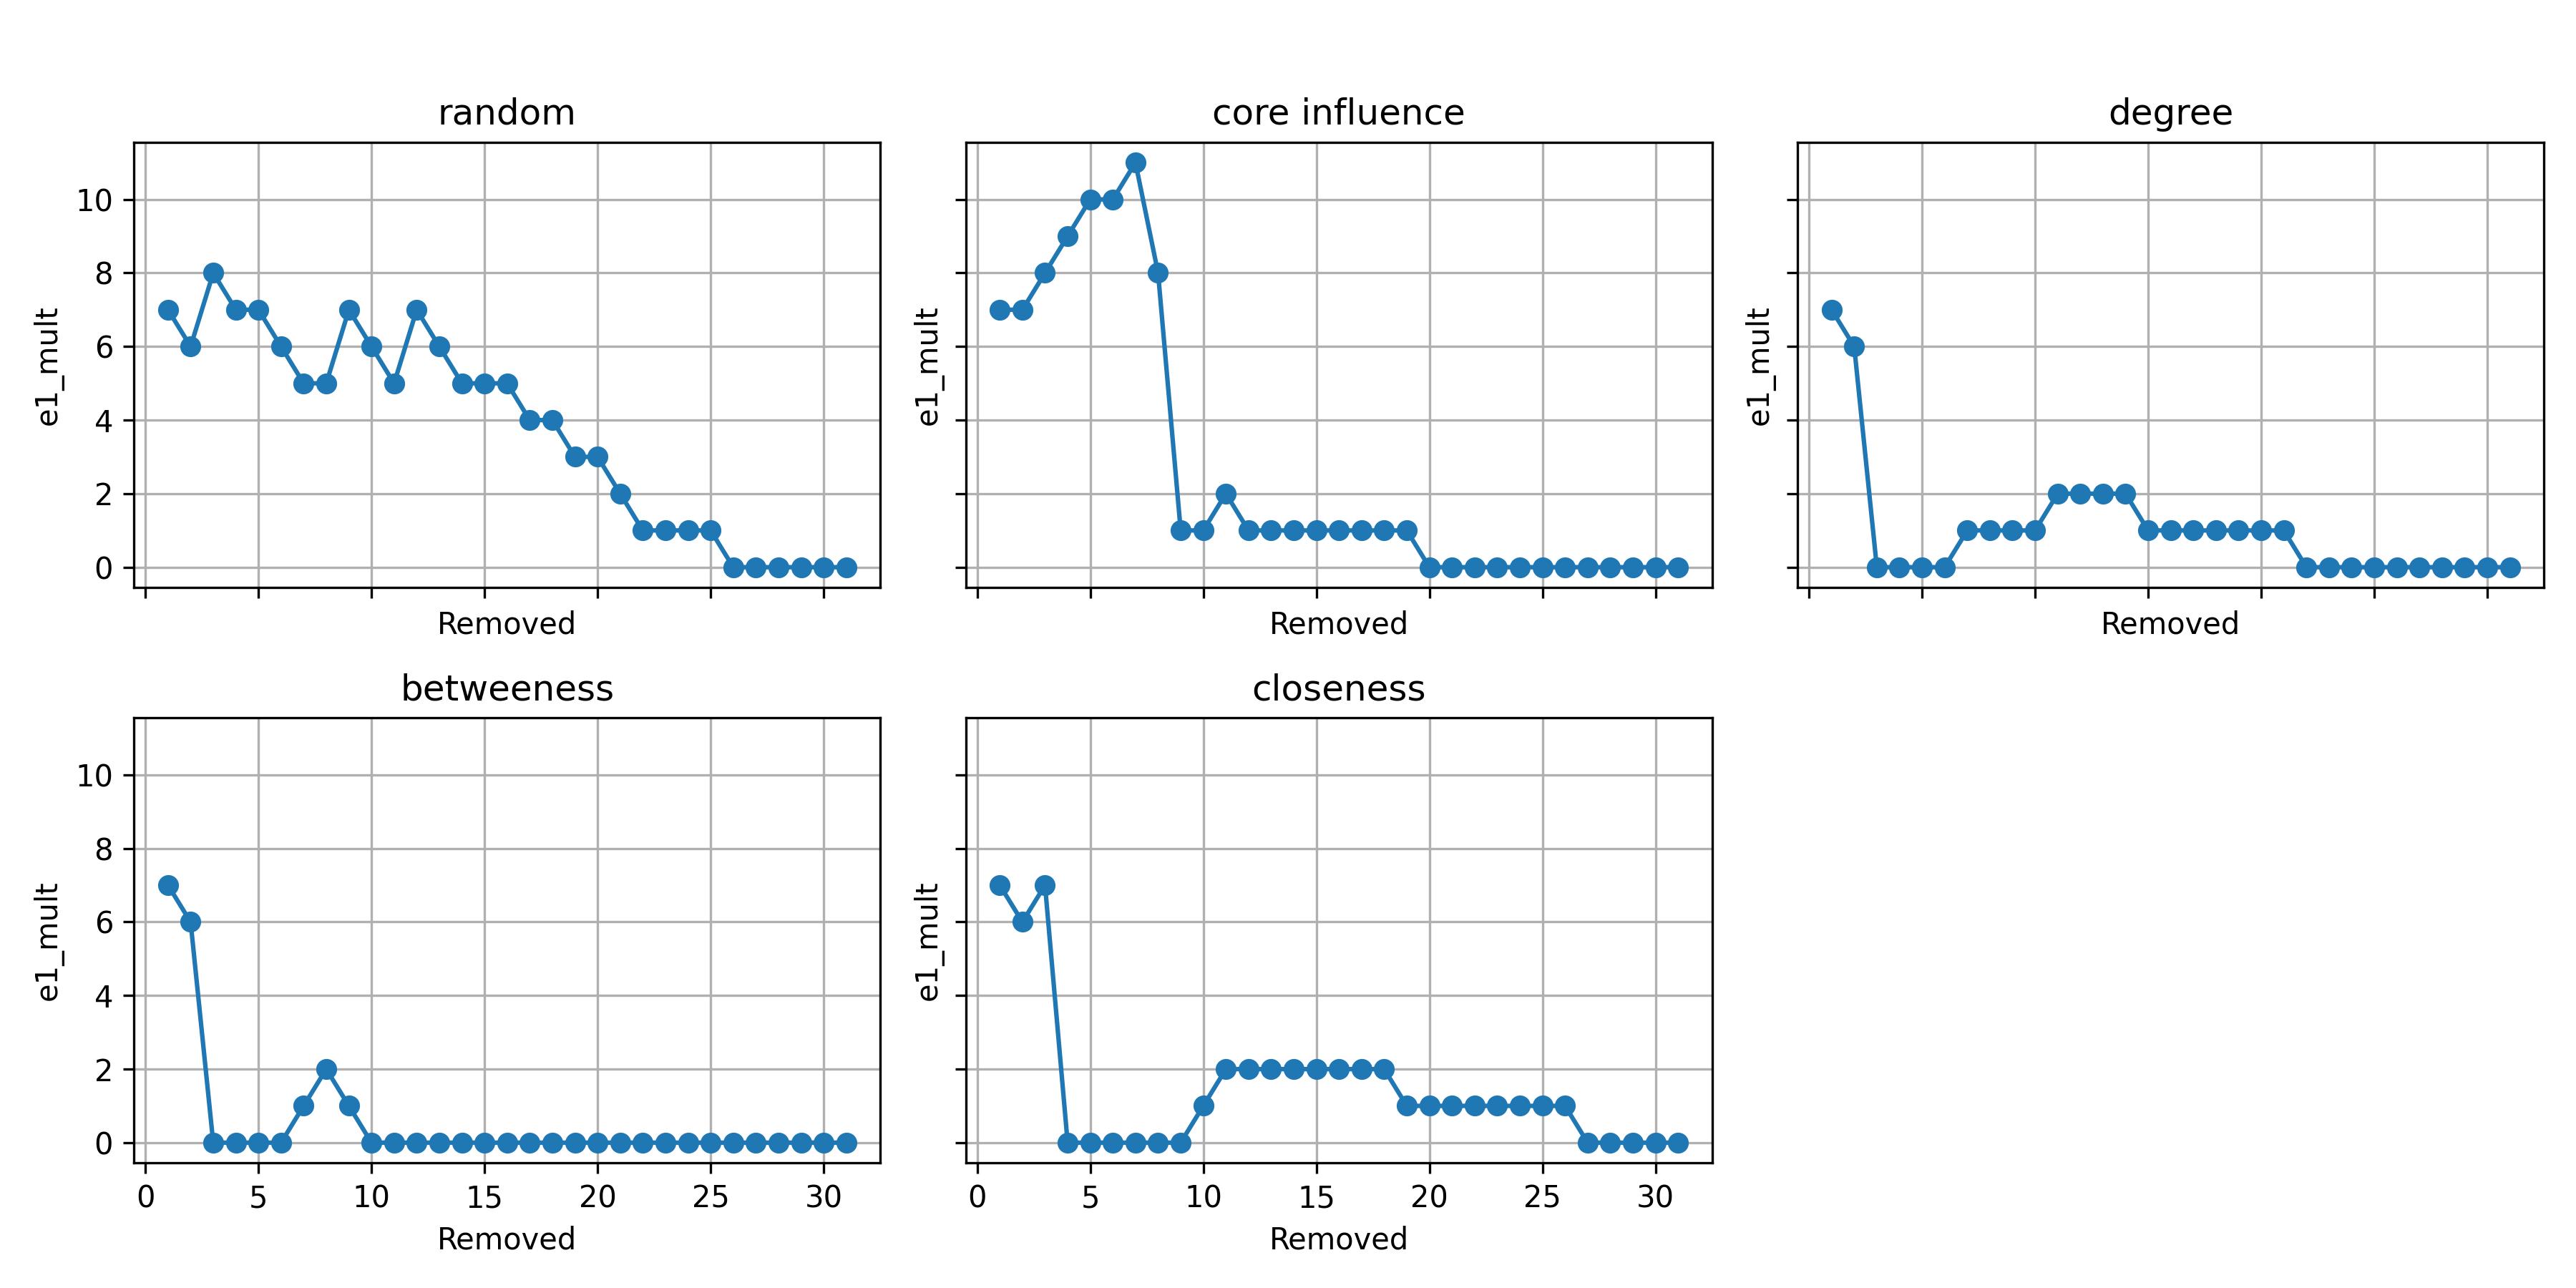 random
core influence
degree
10
8
6
4
2
0
e1_mult
e1_mult
e1_mult
Removed
Removed
Removed
betweeness
closeness
10
8
6
4
2
0
e1_mult
e1_mult
0 5 10 15 20 25 30
0 5 10 15 20 25 30
Removed
Removed